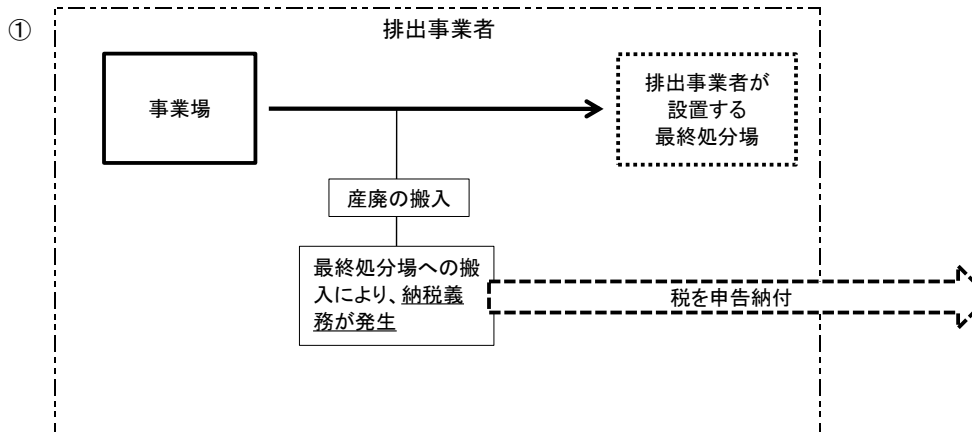 ①
排出事業者
事業場
排出事業者が
設置する
最終処分場
産廃の搬入
最終処分場への搬
入により、納税義
務が発生
税を申告納付